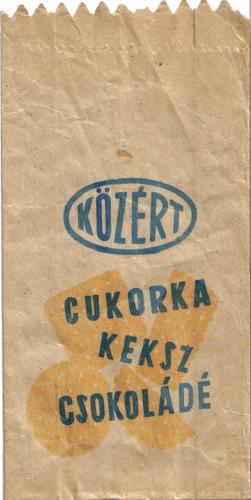 KÖZÉRT
CUKORKA
KEKSZ
CSOKOLÁDÉ